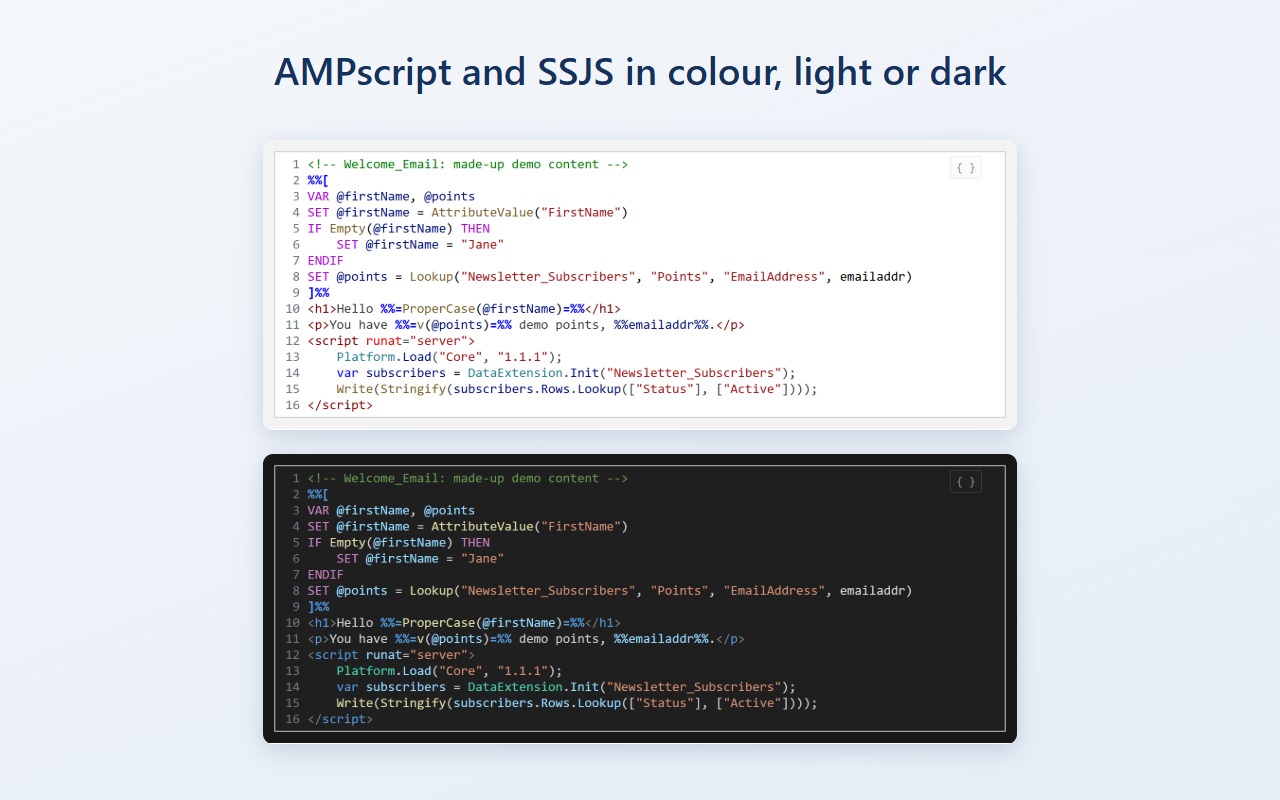 AMPscript and SSJS in colour, light or dark
{ }
1 <!-- Welcome_Email: made-up demo content -->
2 %%[
3 VAR @firstName, @points
4 SET @firstName = AttributeValue("FirstName")
5 IF Empty(@firstName) THEN
6     SET @firstName = "Jane"
7 ENDIF
8 SET @points = Lookup("Newsletter_Subscribers", "Points", "EmailAddress", emailaddr)
9 ]%%
10 <h1>Hello %%=ProperCase(@firstName)=%%</h1>
11 <p>You have %%=v(@points)=%% demo points, %%emailaddr%%.</p>
12 <script runat="server">
13     Platform.Load("Core", "1.1.1");
14     var subscribers = DataExtension.Init("Newsletter_Subscribers");
15     Write(Stringify(subscribers.Rows.Lookup(["Status"], ["Active"])));
16 </script>
{ }
1 <!-- Welcome_Email: made-up demo content -->
2 %%[
3 VAR @firstName, @points
4 SET @firstName = AttributeValue("FirstName")
5 IF Empty(@firstName) THEN
6     SET @firstName = "Jane"
7 ENDIF
8 SET @points = Lookup("Newsletter_Subscribers", "Points", "EmailAddress", emailaddr)
9 ]%%
10 <h1>Hello %%=ProperCase(@firstName)=%%</h1>
11 <p>You have %%=v(@points)=%% demo points, %%emailaddr%%.</p>
12 <script runat="server">
13     Platform.Load("Core", "1.1.1");
14     var subscribers = DataExtension.Init("Newsletter_Subscribers");
15     Write(Stringify(subscribers.Rows.Lookup(["Status"], ["Active"])));
16 </script>